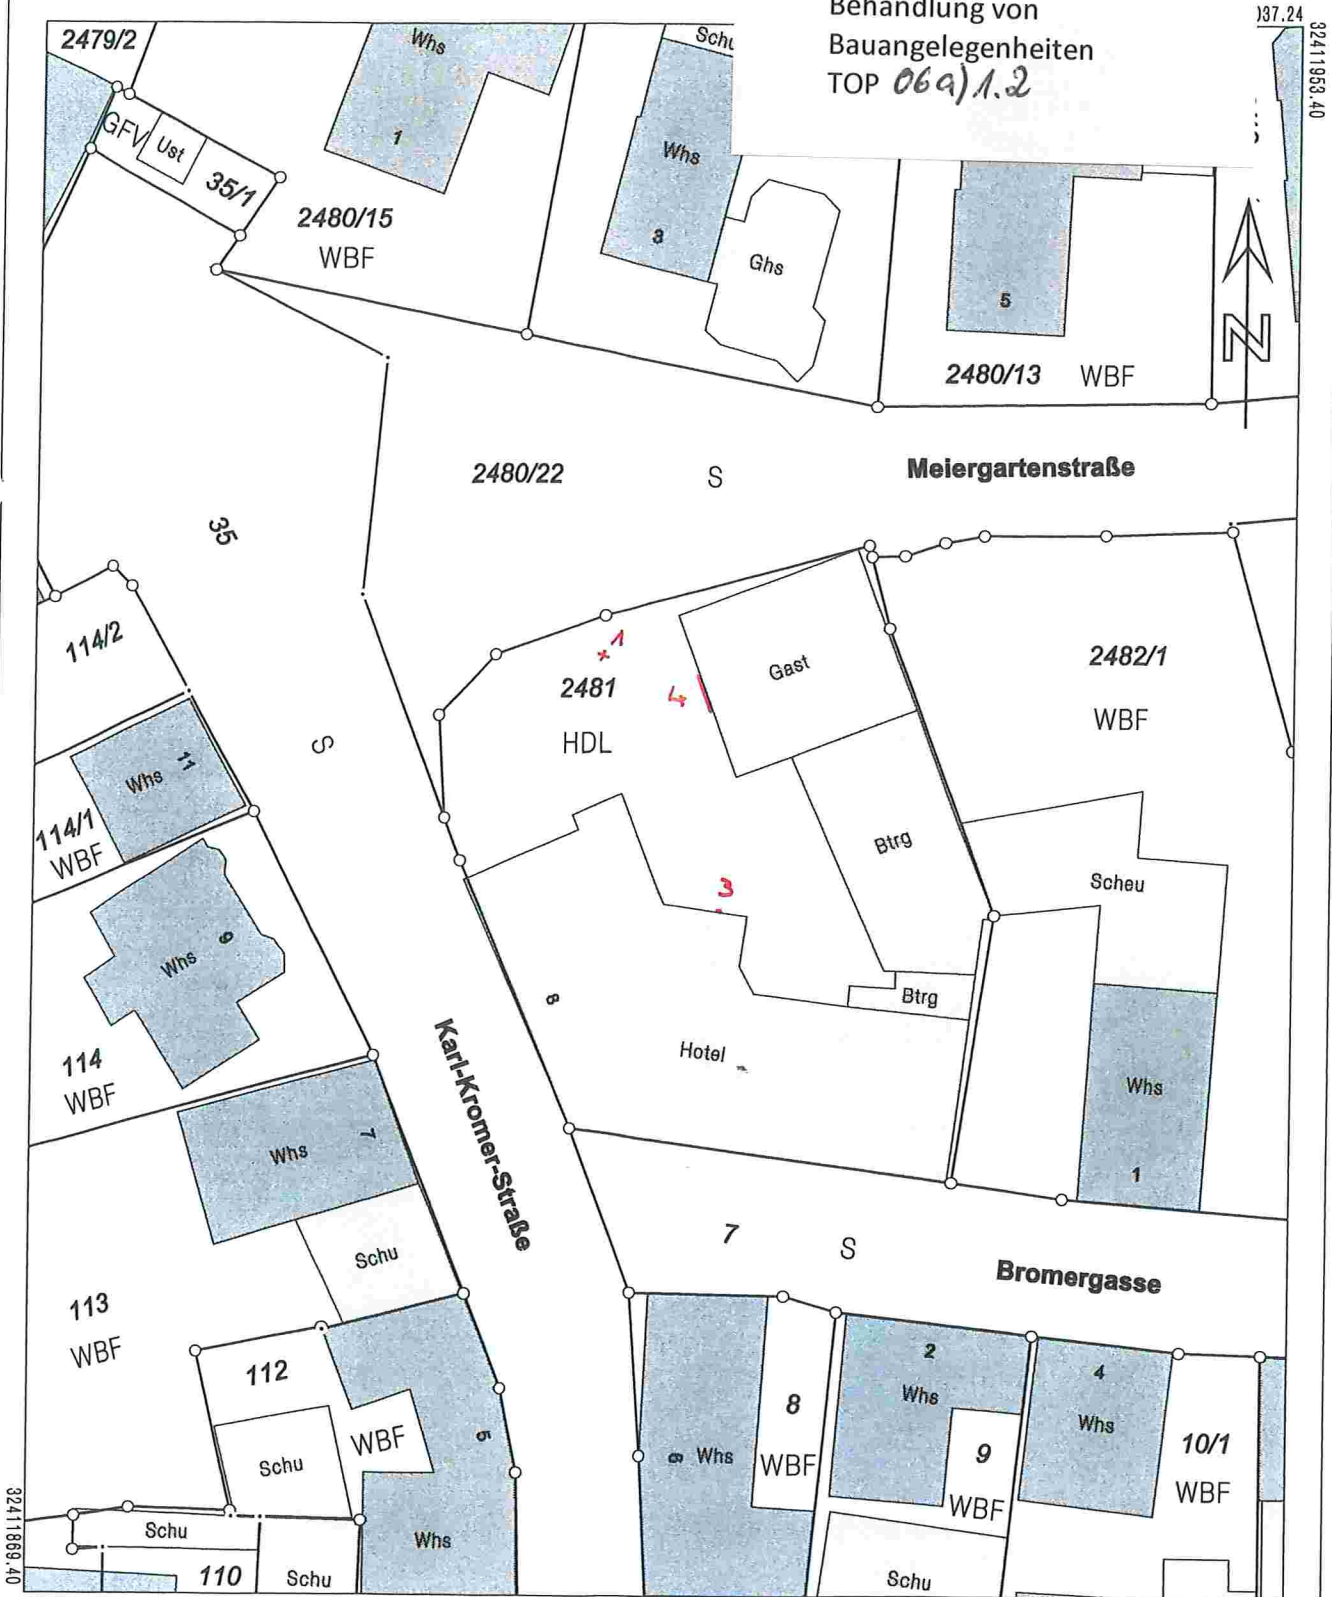 Behandlung von
Bauangelegenheiten
TOP 06a) 1.2
)37.24
32411953.40
2479/2
Whs
Schu
GFV
Ust
1
Whs
35/1
2480/15
3
WBF
Ghs
5
N
2480/13 WBF
2480/22 S Meiergartenstraße
35
114/2
1
2481
4
Gast
2482/1
HDL
WBF
S
Whs 11
114/1
WBF
Btrg
Scheu
3
9
Whs
8
Btrg
Karl-Kromer-Straße
Hotel
114
WBF
Whs
7
Whs
1
7 S Bromergasse
Schu
113
WBF
112
2
Whs
4
Whs
8
WBF
5
WBF
Schu
6 Whs
9
WBF
10/1
WBF
32411869.40
Schu
Whs
110
Schu
Schu